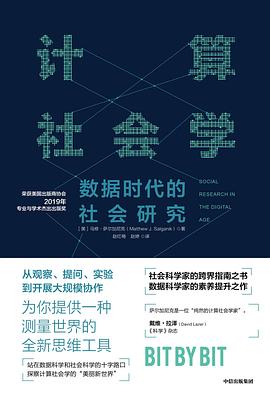 计算
社会学
荣获美国出版商协会
2019年
专业与学术杰出出版奖
数据时代的
社会研究
SOCIAL
RESEARCH IN
THE DIGITAL
AGE
[美] 马修·萨尔加尼克 (Matthew J. Salganik) 著
赵红梅 赵婷 译
从观察、提问、实验
到开展大规模协作
为你提供一种
测量世界的
全新思维工具
站在数据科学和社会科学的十字路口
探察计算社会学的“美丽新世界”
社会科学家的跨界指南之书
数据科学家的素养提升之作
萨尔加尼克是一位“纯然的计算社会学家”。
戴维·拉泽 (David Lazer)
《科学》杂志
BIT BY BIT
中信出版集团